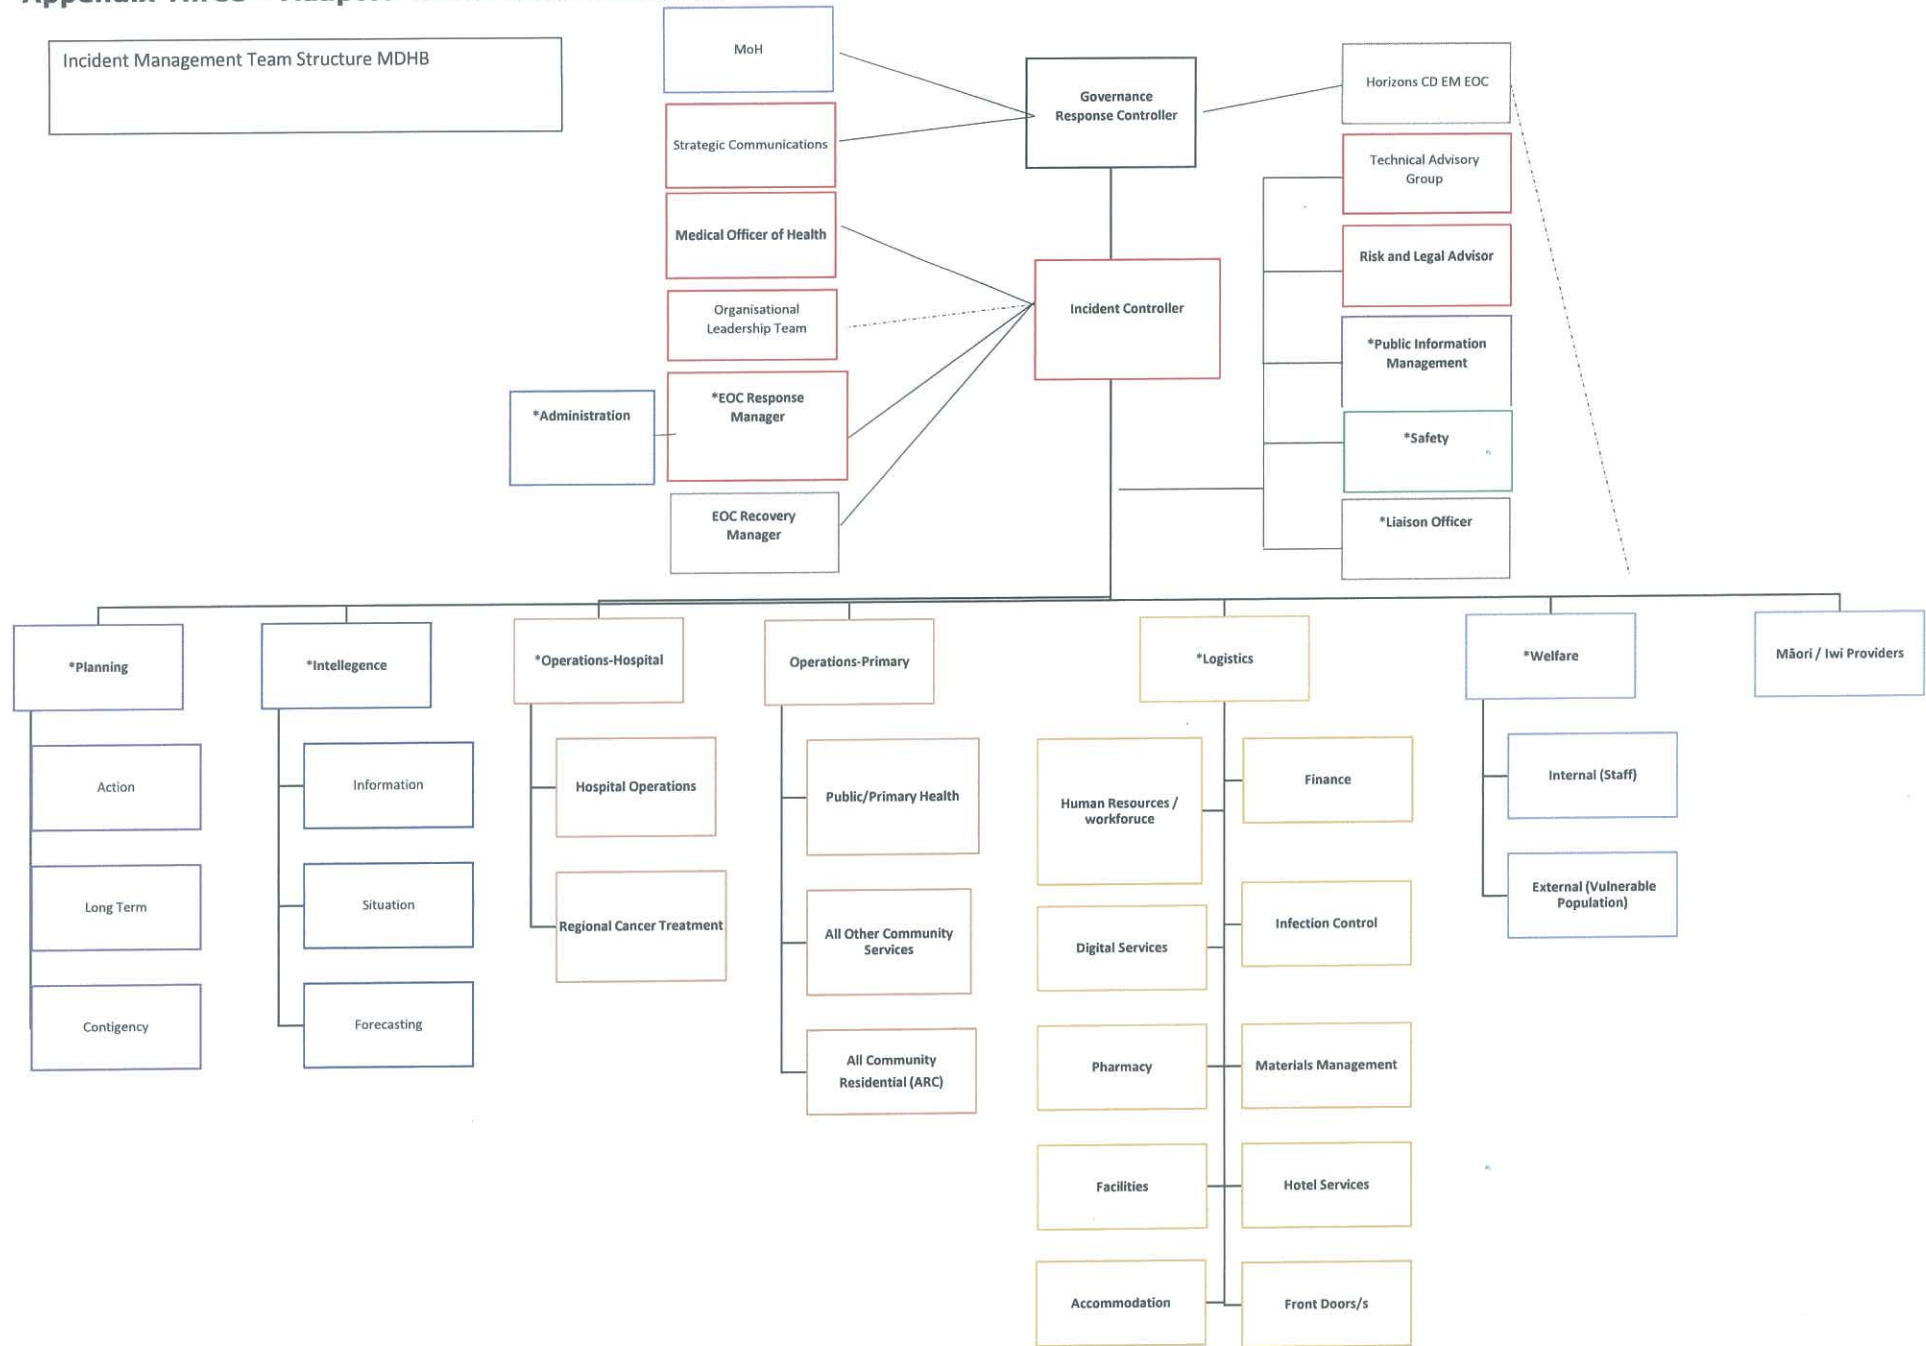 Incident Management Team Structure MDHB
MoH
Governance
Response Controller
Horizons CD EM EOC
Strategic Communications
Technical Advisory
Group
Medical Officer of Health
Risk and Legal Advisor
Organisational
Leadership Team
Incident Controller
*Public Information
Management
*Administration
*EOC Response
Manager
*Safety
EOC Recovery
Manager
*Liaison Officer
*Planning
*Intellegence
*Operations-Hospital
Operations-Primary
*Logistics
*Welfare
Māori / Iwi Providers
Action
Long Term
Contigency
Information
Situation
Forecasting
Hospital Operations
Regional Cancer Treatment
Public/Primary Health
All Other Community
Services
All Community
Residential (ARC)
Human Resources /
workforuce
Finance
Digital Services
Infection Control
Pharmacy
Materials Management
Facilities
Hotel Services
Accommodation
Front Doors/s
Internal (Staff)
External (Vulnerable
Population)